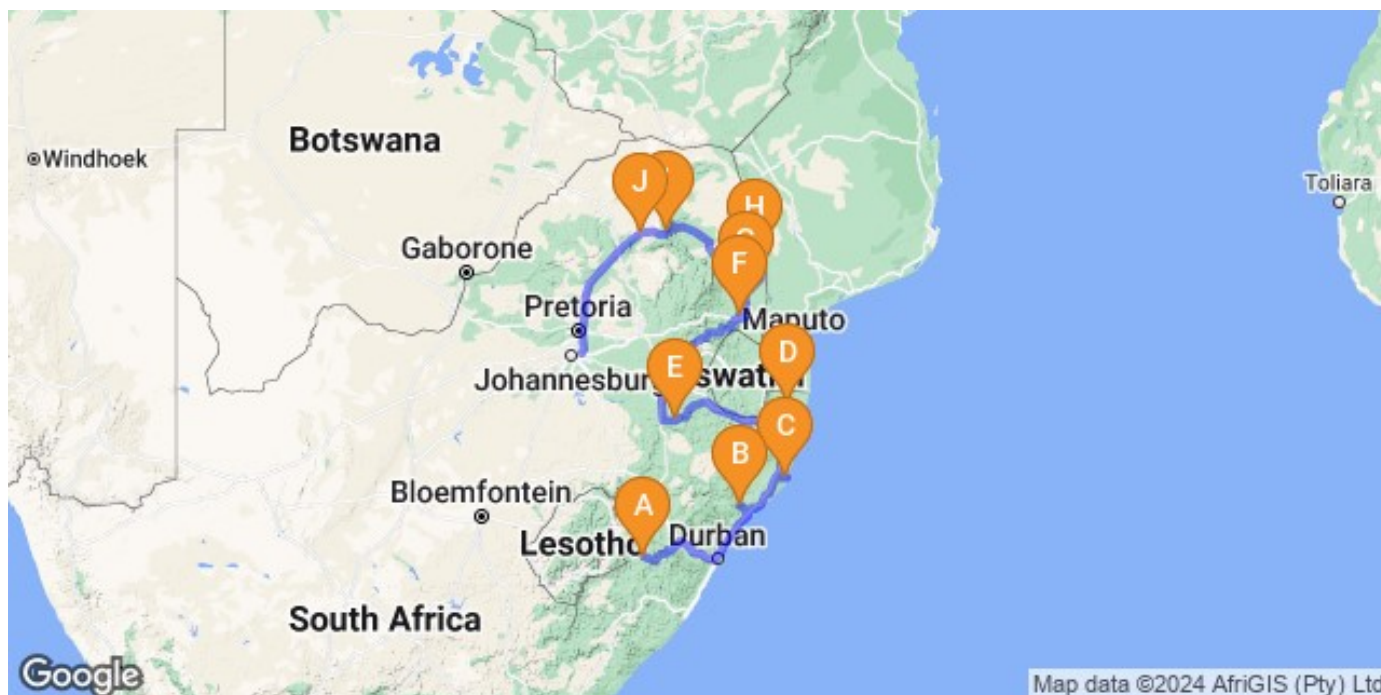 Botswana
Windhoek
Toliara
J
H
Gaborone
F
Pretoria
Maputo
D
Johannesburg
E
C
B
Bloemfontein
A
Lesotho
Durban
South Africa
Google
Map data ©2024 AfriGIS (Pty) Ltd